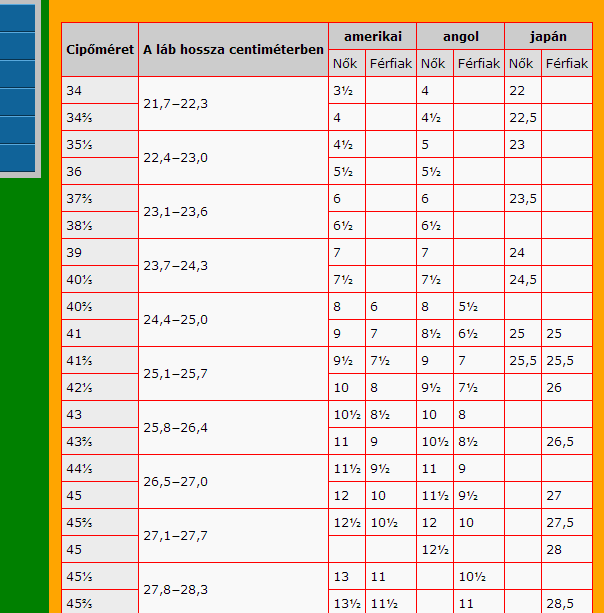 Cipőméret A láb hossza centiméterben amerikai angol japán
Nők Férfiak Nők Férfiak Nők Férfiak
34 21,7−22,3 3½ 4 22
34⅔ 4 4½ 22,5
35⅓ 22,4−23,0 4½ 5 23
36 5½ 5½
37⅔ 23,1−23,6 6 6 23,5
38⅓ 6½ 6½
39 23,7−24,3 7 7 24
40⅓ 7½ 7½ 24,5
40⅔ 24,4−25,0 8 6 8 5½
41 9 7 8½ 6½ 25 25
41⅔ 25,1−25,7 9½ 7½ 9 7 25,5 25,5
42⅓ 10 8 9½ 7½ 26
43 25,8−26,4 10½ 8½ 10 8
43⅔ 11 9 10½ 8½ 26,5
44⅓ 26,5−27,0 11½ 9½ 11 9
45 12 10 11½ 9½ 27
45⅔ 27,1−27,7 12½ 10½ 12 10 27,5
45 12½ 28
45⅓ 27,8−28,3 13 11 10½
45⅔ 13½ 11½ 11 28,5